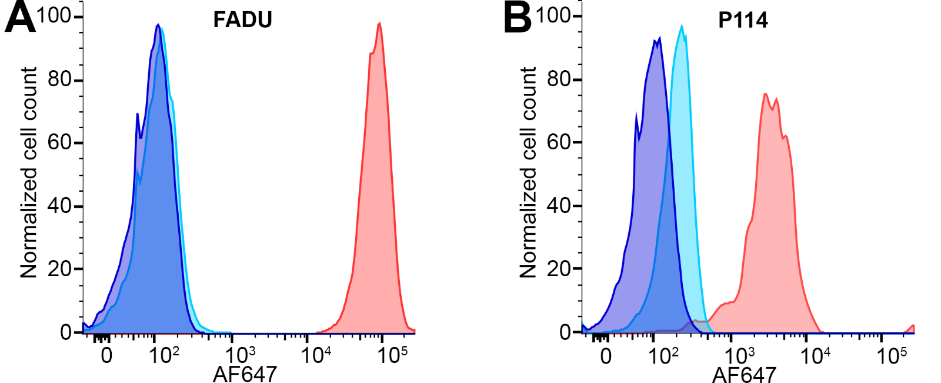 A
FADU
Normalized cell count
100
80
60
40
20
0
0 10² 10³ 10⁴ 10⁵
AF647
B
P114
Normalized cell count
100
80
60
40
20
0
0 10² 10³ 10⁴ 10⁵
AF647